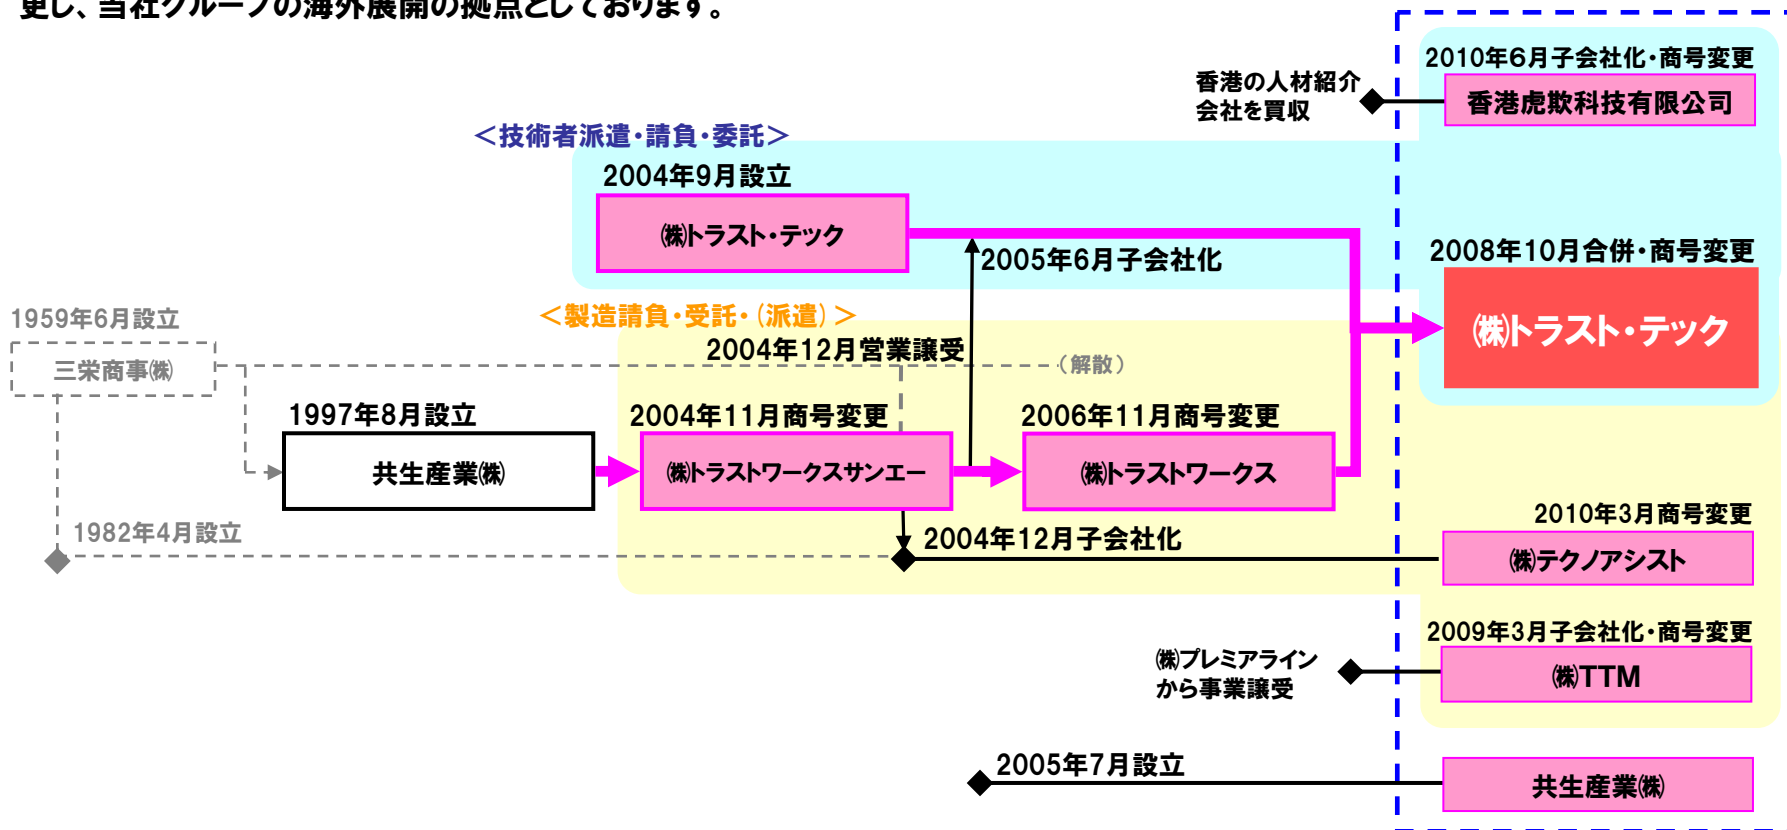 更し、当社グループの海外展開の拠点としております。
2010年6月子会社化・商号変更
香港の人材紹介
会社を買収
香港虎欺科技有限公司
＜技術者派遣・請負・委託＞
2004年9月設立
㈱トラスト・テック
2005年6月子会社化
2008年10月合併・商号変更
㈱トラスト・テック
＜製造請負・受託・（派遣）＞
1959年6月設立
三栄商事㈱
2004年12月営業譲受
（解散）
1997年8月設立
共生産業㈱
2004年11月商号変更
㈱トラストワークスサンエー
2006年11月商号変更
㈱トラストワークス
1982年4月設立
2004年12月子会社化
2010年3月商号変更
㈱テクノアシスト
2009年3月子会社化・商号変更
㈱プレミアライン
から事業譲受
㈱TTM
2005年7月設立
共生産業㈱